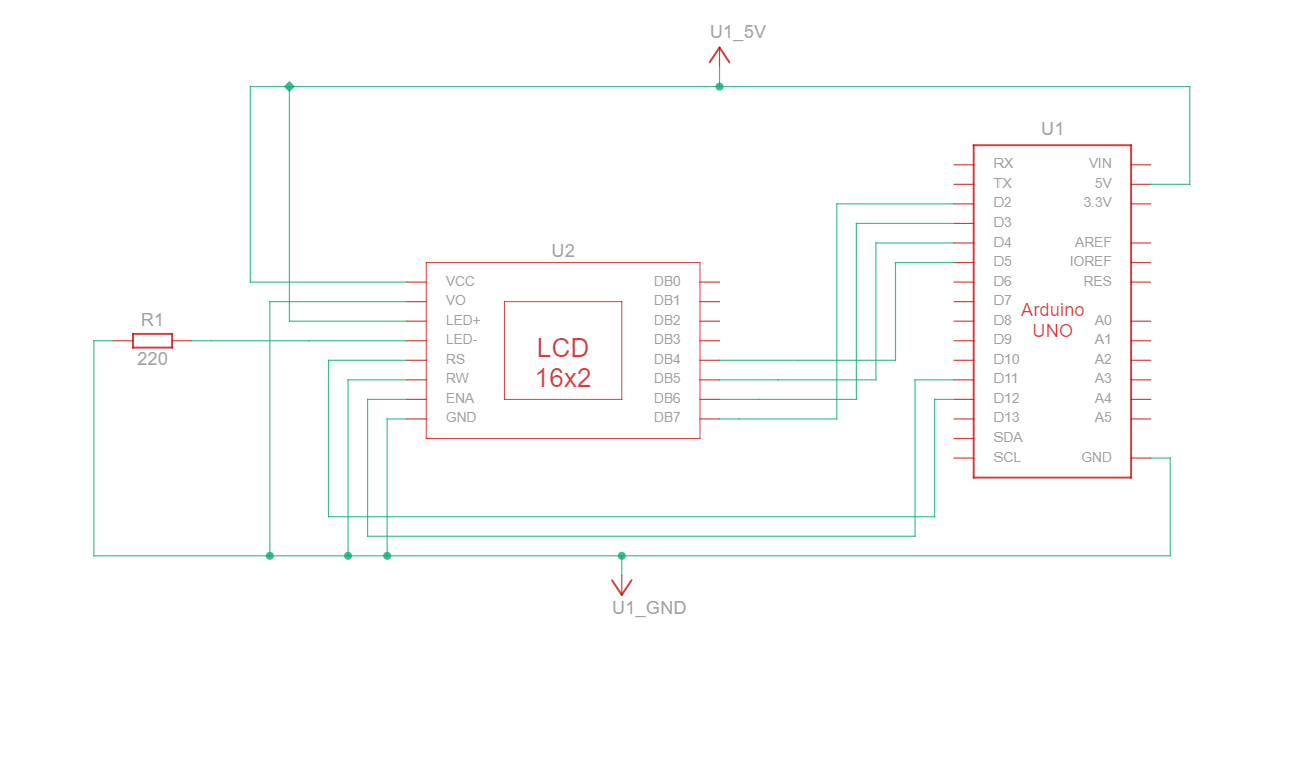 U1_5V
U1
RX
VIN
TX
5V
D2
3.3V
D3
D4
AREF
D5
IOREF
D6
RES
D7
D8
A0
D9
A1
D10
A2
D11
A3
D12
A4
D13
A5
SDA
SCL
GND
Arduino
UNO
U2
VCC
DB0
VO
DB1
LED+
DB2
LED-
DB3
RS
DB4
RW
DB5
ENA
DB6
GND
DB7
LCD
16x2
R1
220
U1_GND